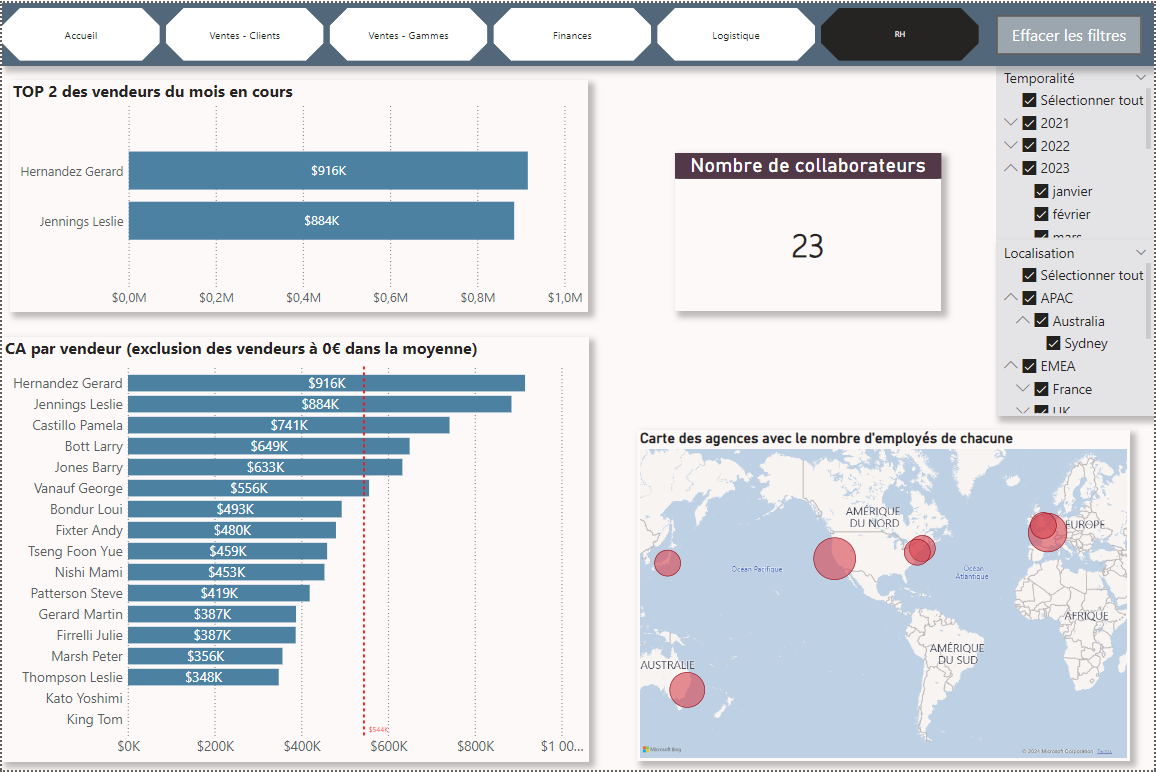 Accueil
Ventes - Clients
Ventes - Gammes
Finances
Logistique
RH
Effacer les filtres
TOP 2 des vendeurs du mois en cours
Hernandez Gerard
$916K
Jennings Leslie
$884K
$0,0M
$0,2M
$0,4M
$0,6M
$0,8M
$1,0M
Nombre de collaborateurs
23
Temporalité
Sélectionner tout
2021
2022
2023
janvier
février
mars
Localisation
Sélectionner tout
APAC
Australia
Sydney
EMEA
France
UK
CA par vendeur (exclusion des vendeurs à 0€ dans la moyenne)
Hernandez Gerard
$916K
Jennings Leslie
$884K
Castillo Pamela
$741K
Bott Larry
$649K
Jones Barry
$633K
Vanauf George
$556K
Bondur Loui
$493K
Fixter Andy
$480K
Tseng Foon Yue
$459K
Nishi Mami
$453K
Patterson Steve
$419K
Gerard Martin
$387K
Firrelli Julie
$387K
Marsh Peter
$356K
Thompson Leslie
$348K
Kato Yoshimi
King Tom
$544K
$0K
$200K
$400K
$600K
$800K
$1 00...
Carte des agences avec le nombre d'employés de chacune
AMÉRIQUE
DU NORD
EUROPE
Océan Pacifique
Océan
Atlantique
AFRIQUE
AMÉRIQUE
DU SUD
AUSTRALIE
Microsoft Bing
© 2024 Microsoft Corporation
Terms